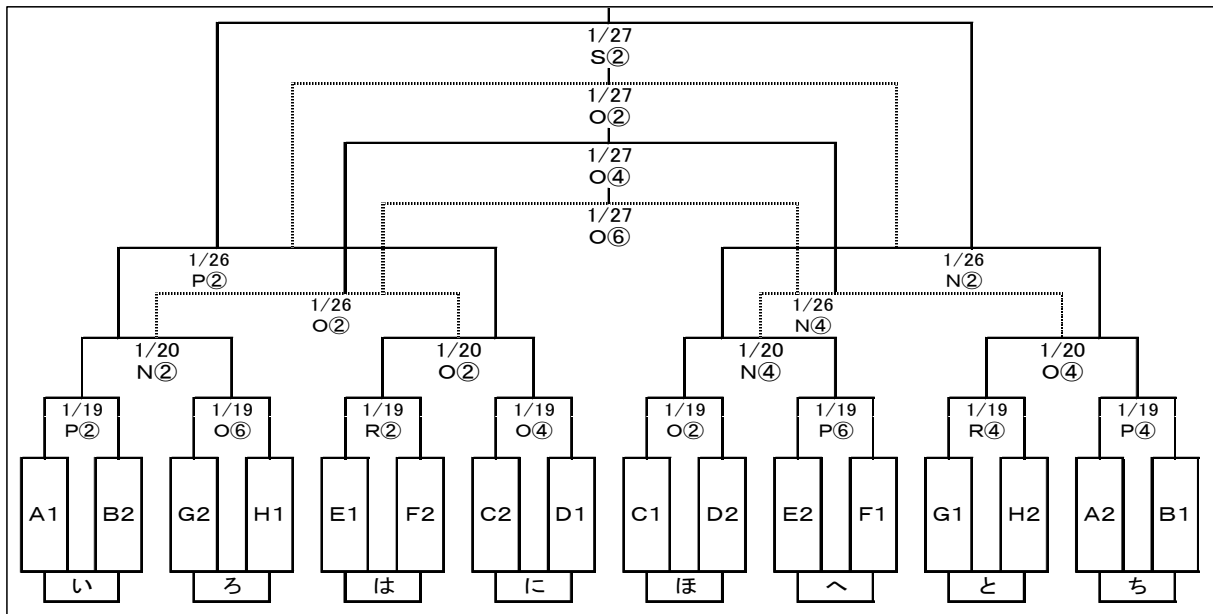 1/27
S②
1/27
O②
1/27
O④
1/27
O⑥
1/26 1/26
P② N②
1/26 1/26
O② N④
1/20 1/20 1/20 1/20
N② O② N④ O④
1/19 1/19 1/19 1/19 1/19 1/19 1/19 1/19
P② O⑥ R② O④ O② P⑥ R④ P④
A1 B2 G2 H1 E1 F2 C2 D1 C1 D2 E2 F1 G1 H2 A2 B1
い ろ は に ほ へ と ち